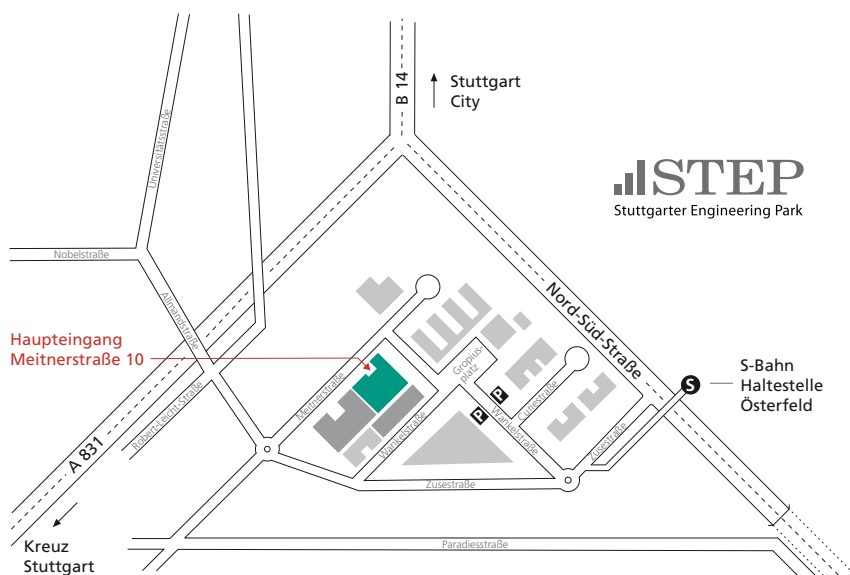 B 14
Stuttgart
City
STEP
Stuttgarter Engineering Park
Universitätsstraße
Nobelstraße
Allmandstraße
Nord-Süd-Straße
Haupteingang
Meitnerstraße 10
Meitnerstraße
Gropius-
platz
S
S-Bahn
Haltestelle
Österfeld
P
P
Curiestraße
Wankelstraße
Wankelstraße
Robert-Leicht-Straße
A 831
Zusestraße
Zusestraße
Kreuz
Stuttgart
Paradiesstraße